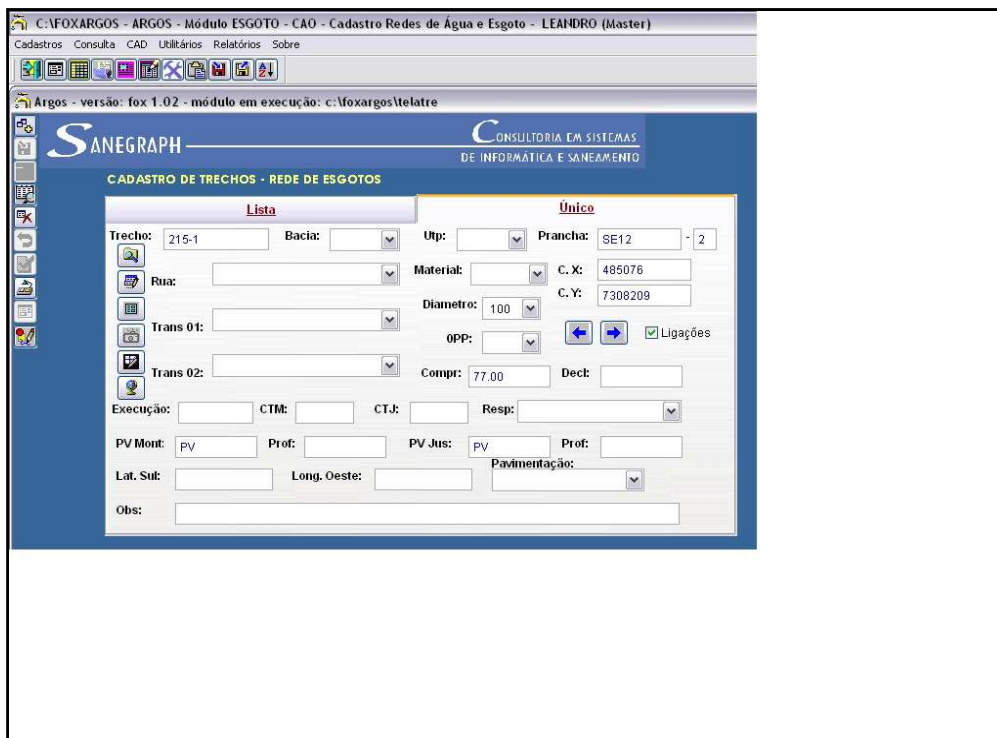 C:\FOXARGOS - ARGOS - Módulo ESGOTO - CAO - Cadastro Redes de Água e Esgoto - LEANDRO (Master)
Cadastros Consulta CAD Utilitários Relatórios Sobre
Argos - versão: fox 1.02 - módulo em execução: c:\foxargos\telatre
SANEGRAPH
CONSULTORIA EM SISTEMAS
DE INFORMÁTICA E SANEAMENTO
CADASTRO DE TRECHOS - REDE DE ESGOTOS
Lista Único
Trecho: 215-1 Bacia: Utp: Prancha: SE12 - 2
Rua: Material: C. X: 485076
Diametro: 100 C. Y: 7308209
Trans 01: 0PP: Ligações
Trans 02: Compr: 77.00 Decl:
Execução: CTM: CTJ: Resp:
PV Mont: PV Prof: PV Jus: PV Prof:
Lat. Sul: Long. Oeste: Pavimentação:
Obs: